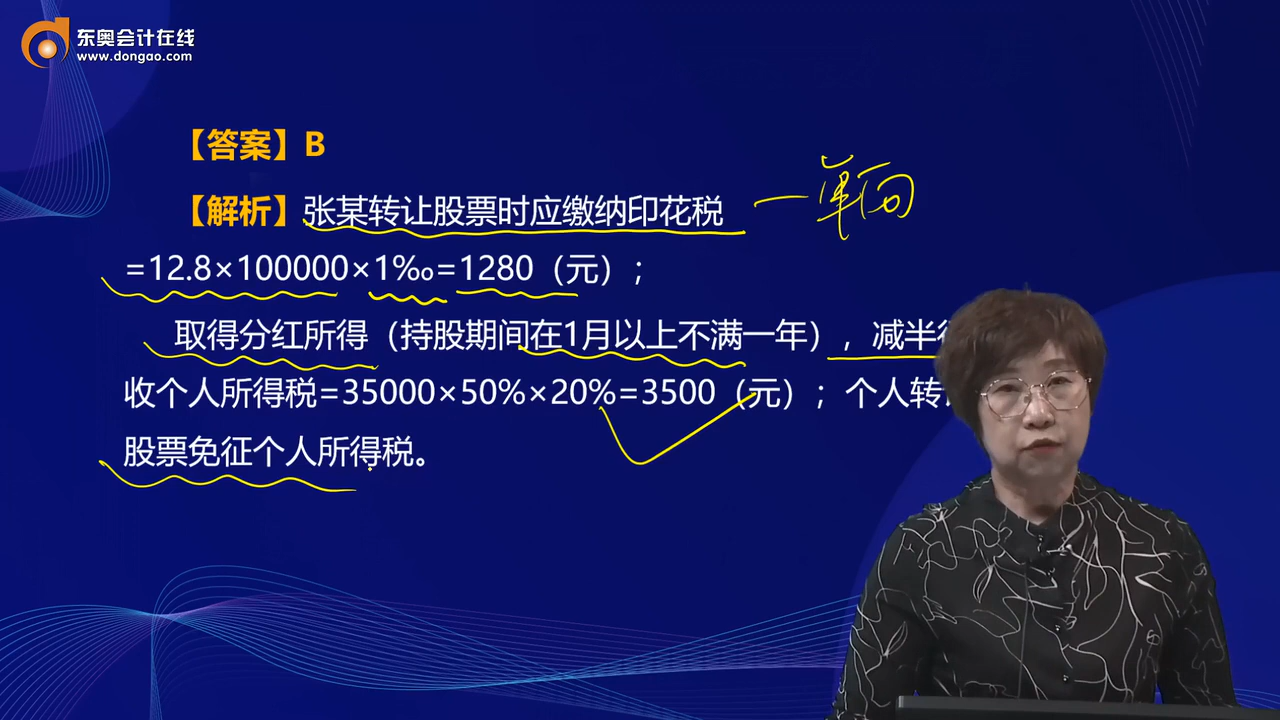 东奥会计在线
www.dongao.com
【答案】B
【解析】张某转让股票时应缴纳印花税 —单向
=12.8×100000×1‰=1280（元）；
取得分红所得（持股期间在1月以上不满一年），减半
收个人所得税=35000×50%×20%=3500（元）；个人转
股票免征个人所得税。